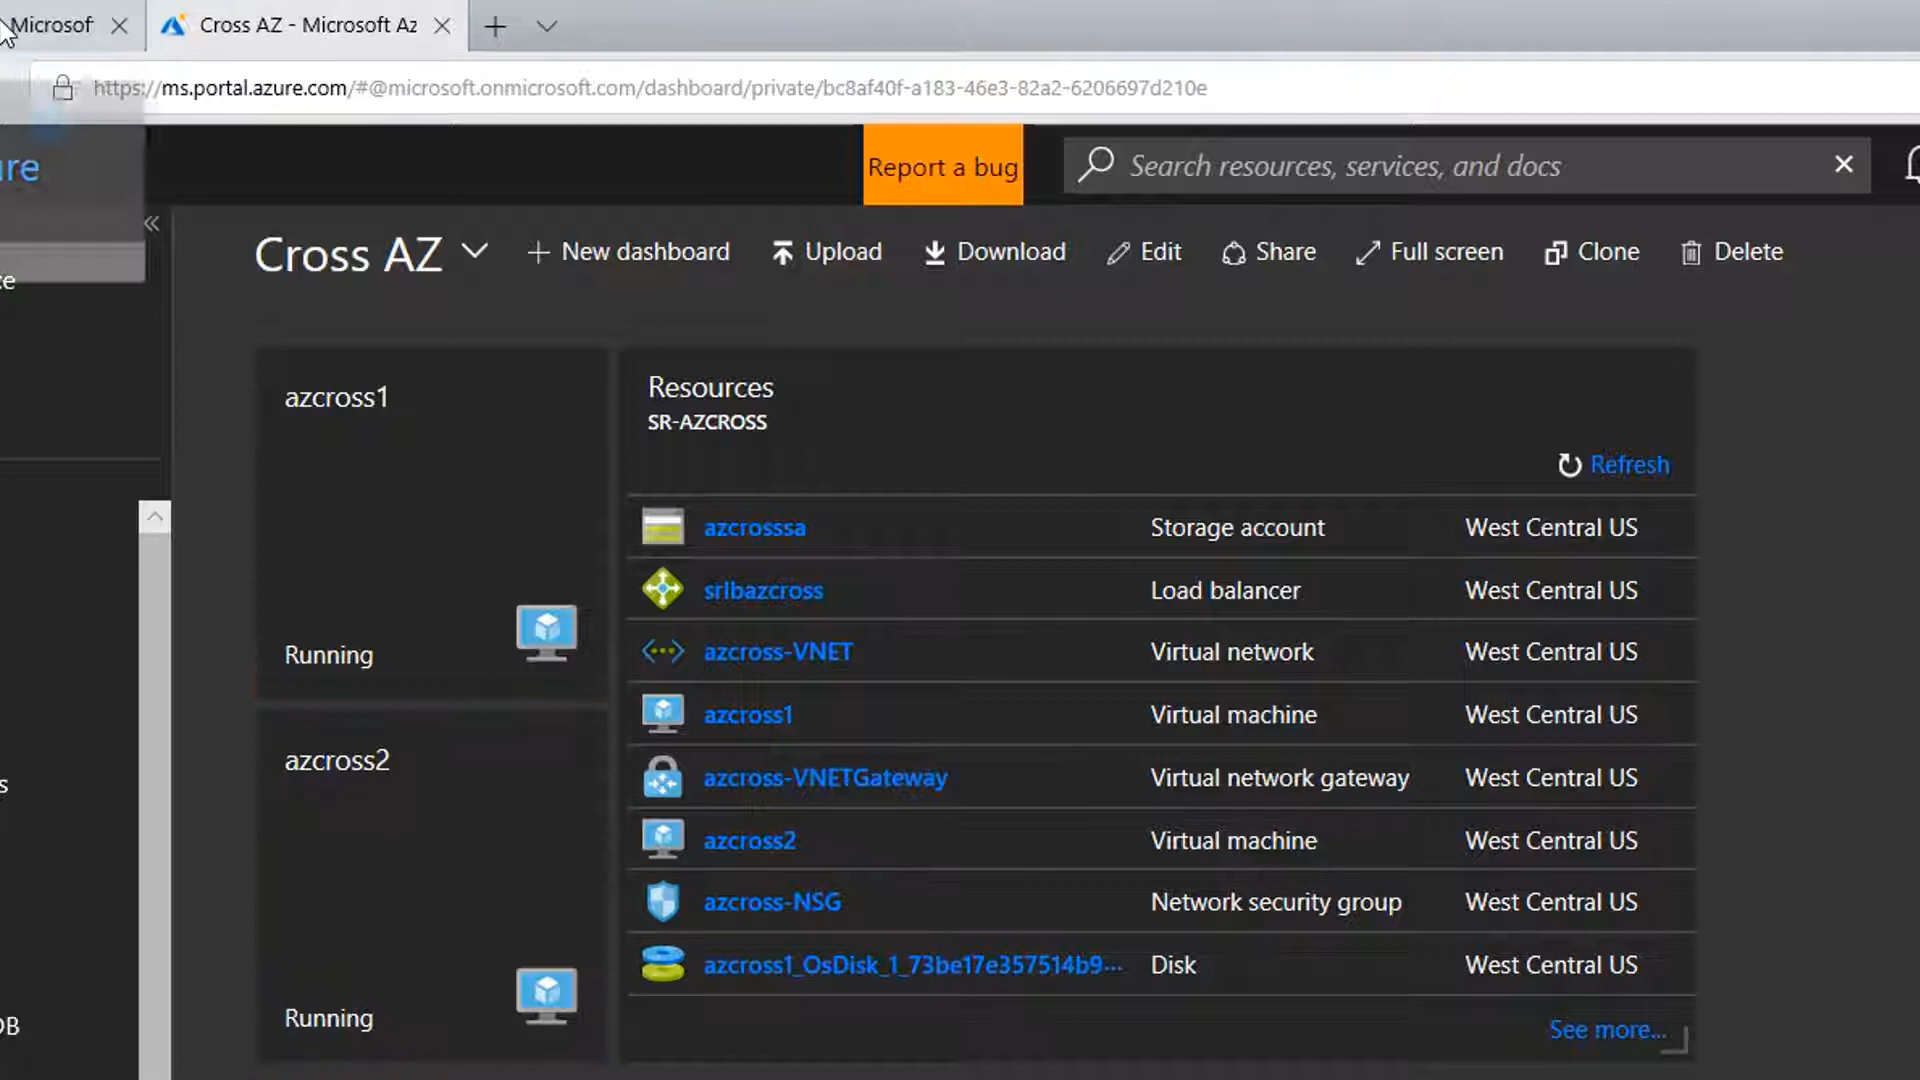 Microsof
Cross AZ - Microsoft Az
https://ms.portal.azure.com/#@microsoft.onmicrosoft.com/dashboard/private/bc8af40f-a183-46e3-82a2-6206697d210e
ure
Report a bug
Search resources, services, and docs
Cross AZ
New dashboard
Upload
Download
Edit
Share
Full screen
Clone
Delete
ce
azcross1
Running
azcross2
Running
s
DB
Resources
SR-AZCROSS
Refresh
azcrosssa Storage account West Central US
srlbazcross Load balancer West Central US
azcross-VNET Virtual network West Central US
azcross1 Virtual machine West Central US
azcross-VNETGateway Virtual network gateway West Central US
azcross2 Virtual machine West Central US
azcross-NSG Network security group West Central US
azcross1_OsDisk_1_73be17e357514b9... Disk West Central US
See more...